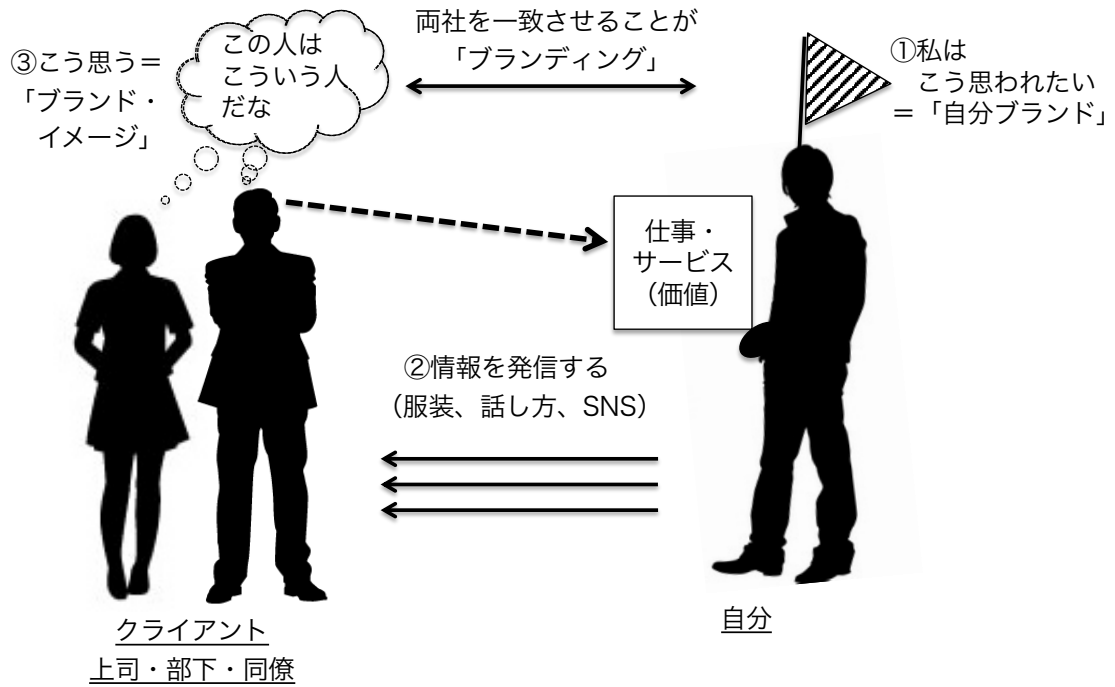 ③こう思う＝
「ブランド・
イメージ」
この人は
こういう人
だな
両社を一致させることが
「ブランディング」
①私は
こう思われたい
＝「自分ブランド」
仕事・
サービス
（価値）
②情報を発信する
（服装、話し方、SNS）
クライアント
上司・部下・同僚
自分